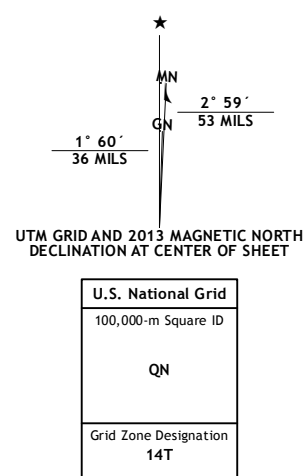 ★
MN
GN
2° 59´
53 MILS
1° 60´
36 MILS
UTM GRID AND 2013 MAGNETIC NORTH
DECLINATION AT CENTER OF SHEET
U.S. National Grid
100,000-m Square ID
QN
Grid Zone Designation
14T